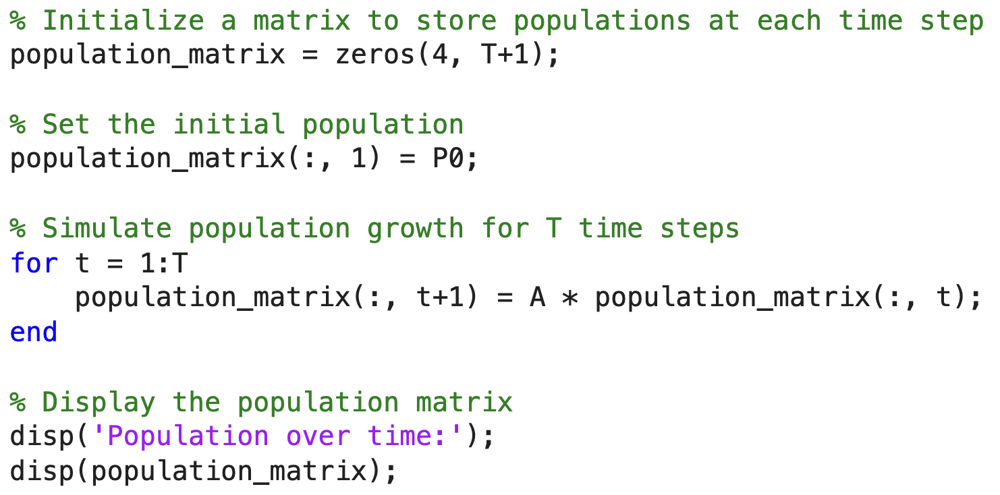 % Initialize a matrix to store populations at each time step
population_matrix = zeros(4, T+1);
% Set the initial population
population_matrix(:, 1) = P0;
% Simulate population growth for T time steps
for t = 1:T
    population_matrix(:, t+1) = A * population_matrix(:, t);
end
% Display the population matrix
disp('Population over time:');
disp(population_matrix);